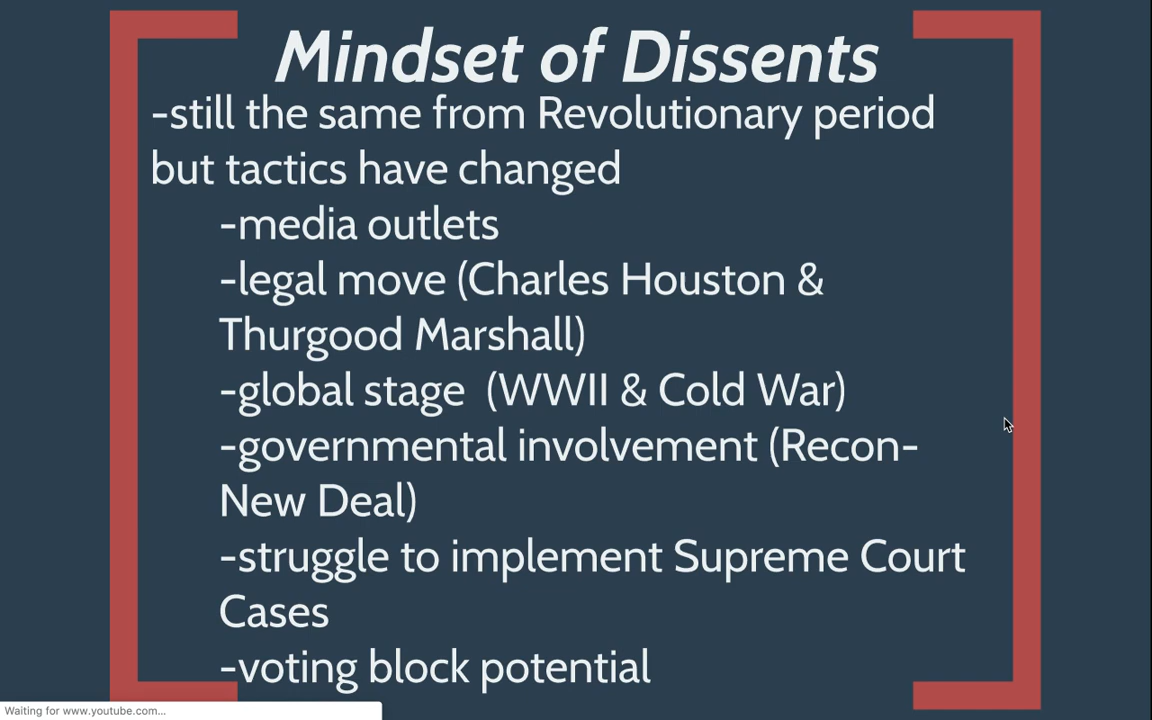 Mindset of Dissents
-still the same from Revolutionary period
but tactics have changed
-media outlets
-legal move (Charles Houston &
Thurgood Marshall)
-global stage  (WWII & Cold War)
-governmental involvement (Recon-
New Deal)
-struggle to implement Supreme Court
Cases
-voting block potential
Waiting for www.youtube.com...